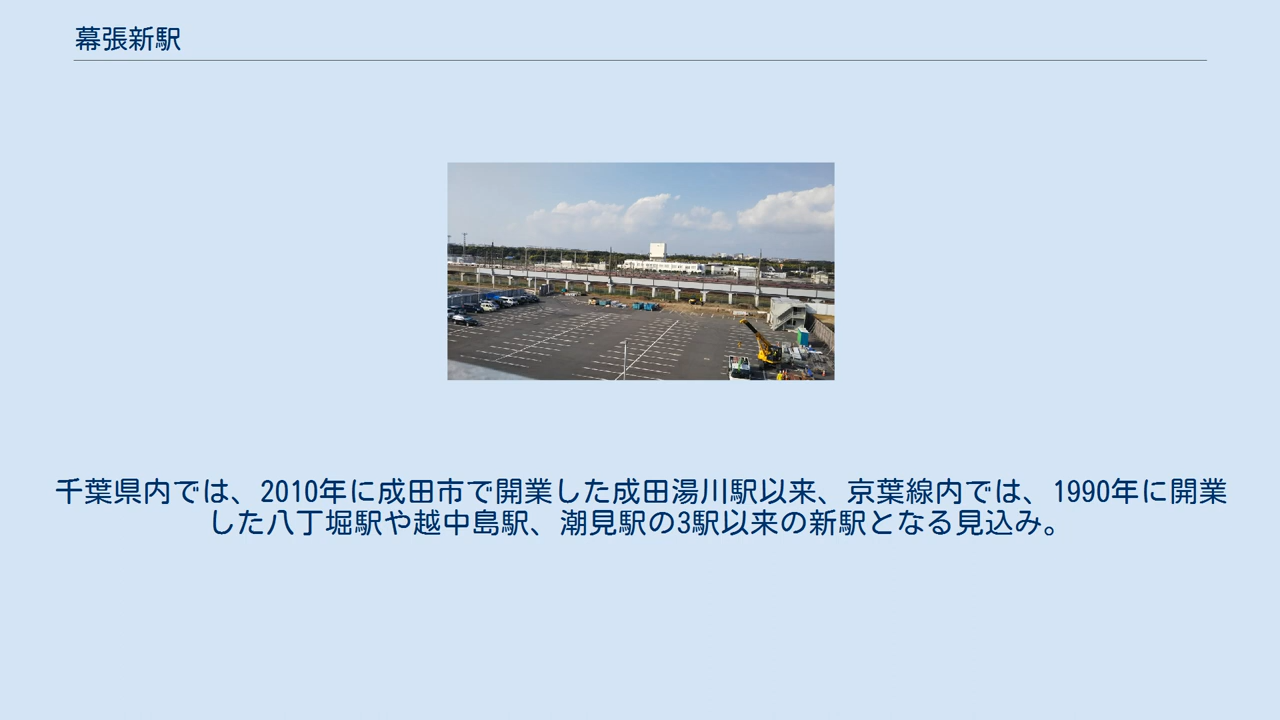 幕張新駅
千葉県内では、2010年に成田市で開業した成田湯川駅以来、京葉線内では、1990年に開業
した八丁堀駅や越中島駅、潮見駅の3駅以来の新駅となる見込み。